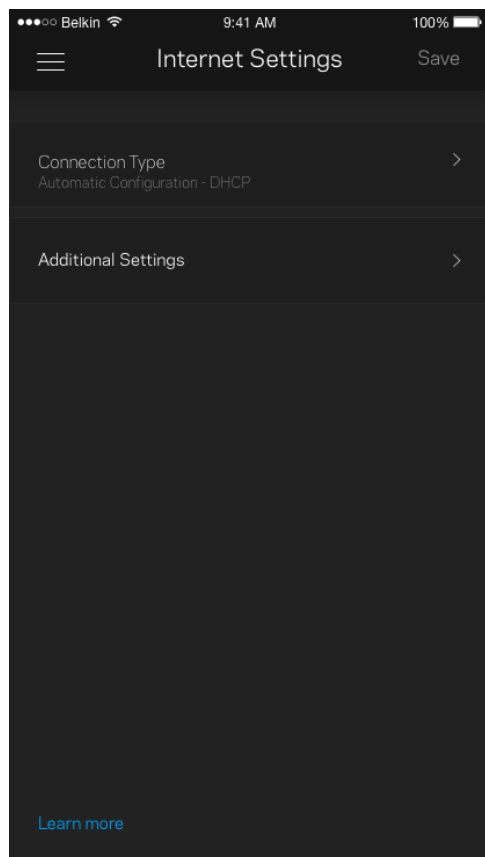 Belkin 9:41 AM 100%
Internet Settings Save
Connection Type
Automatic Configuration - DHCP
Additional Settings
Learn more